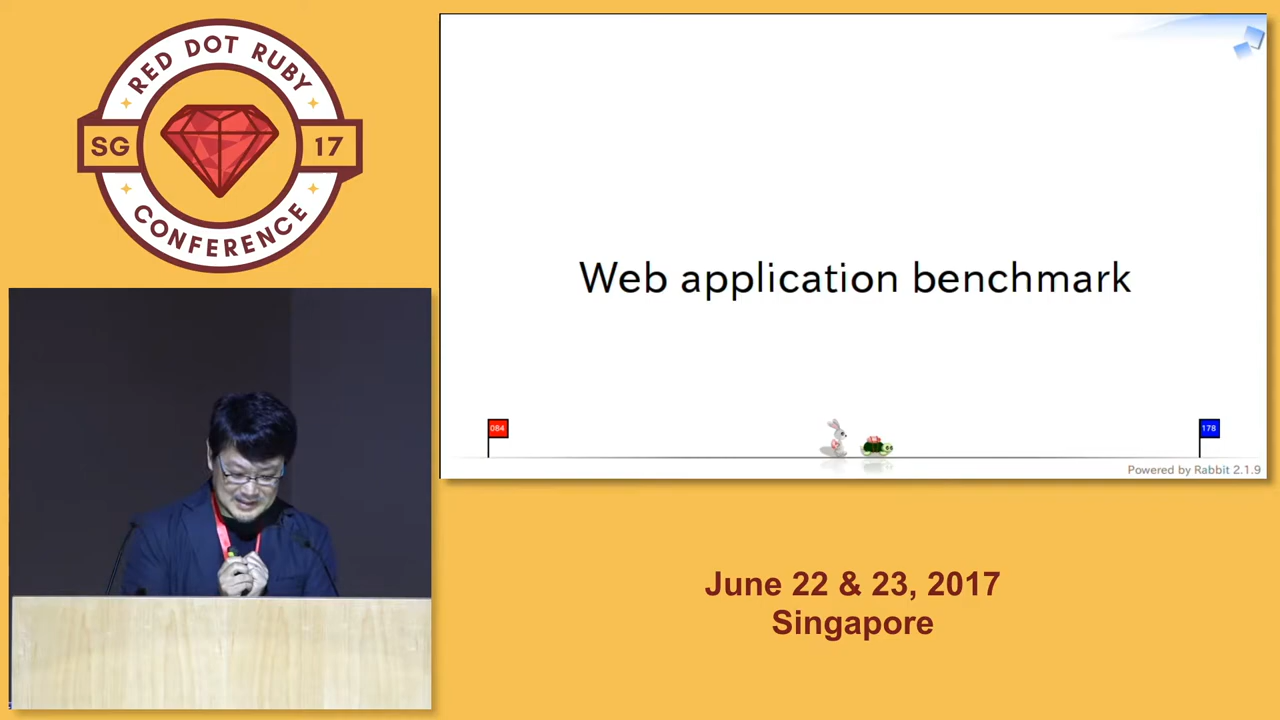 RED DOT RUBY
SG
17
CONFERENCE
Web application benchmark
084
178
Powered by Rabbit 2.1.9
June 22 & 23, 2017
Singapore